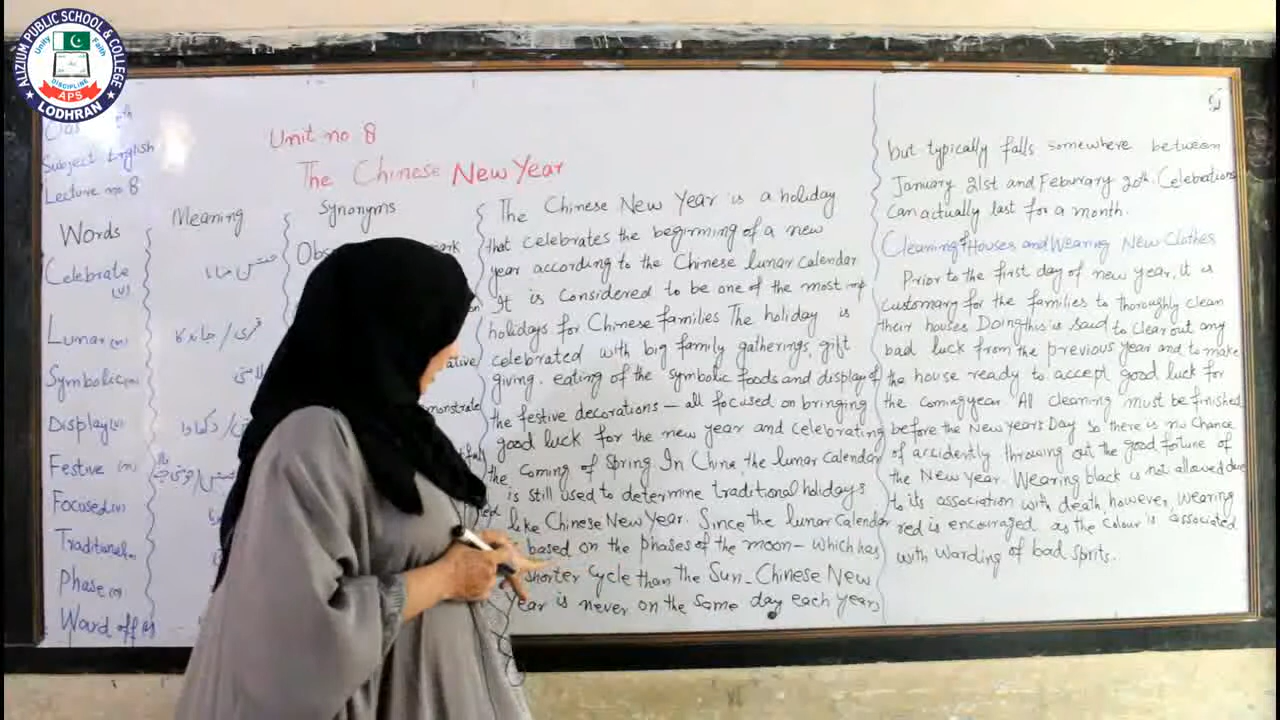 ALZIUM PUBLIC SCHOOL & COLLEGE
Unity
Faith
DISCIPLINE
APS
LODHRAN
Subject English
Lecture no 8
Unit no 8
The Chinese New Year
Words
Meaning
Synonyms
Celebrate
(v)
جشن منانا
Lunar (n)
قمری / چاند کا
Symbolic
Display (v)
Festive
Focused (v)
Traditional
Phase (n)
Ward off
The Chinese New Year is a holiday
that celebrates the beginning of a new
year according to the Chinese lunar calendar
It is considered to be one of the most imp
holidays for Chinese families The holiday is
celebrated with big family gatherings, gift
giving. eating of the symbolic foods and display of
the festive decorations — all focused on bringing
good luck for the new year and celebrating
the coming of spring. In China the lunar calendar
is still used to determine traditional holidays
like Chinese New Year. Since the lunar calendar
based on the phases of the moon – which has
shorter cycle than the Sun – Chinese New
ear is never on the same day each year,
but typically falls somewhere between
January 21st and Feburary 20th. Celebrations
can actually last for a month.
Cleaning of Houses and Wearing New Clothes
Prior to the first day of new year, it is
customary for the families to thoroughly clean
their houses Doing this is said to clear out any
bad luck from the previous year and to make
the house ready to accept good luck for
the coming year. All cleaning must be finished
before the New Years Day so there is no chance
of accidently throwing out the good fortune of
the New year. Wearing black is not allowed due
to its association with death, however, wearing
red is encouraged as the colour is associated
with warding of bad sprits.